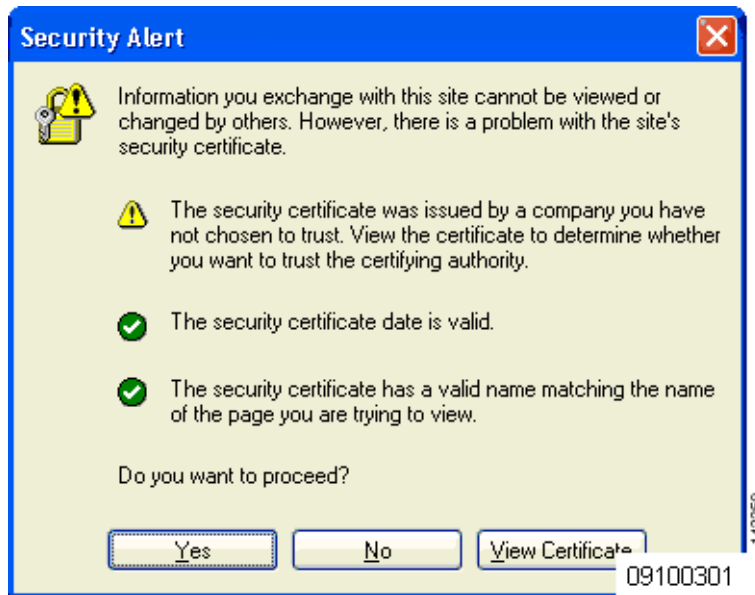 Security Alert
Information you exchange with this site cannot be viewed or
changed by others. However, there is a problem with the site's
security certificate.
The security certificate was issued by a company you have
not chosen to trust. View the certificate to determine whether
you want to trust the certifying authority.
The security certificate date is valid.
The security certificate has a valid name matching the name
of the page you are trying to view.
Do you want to proceed?
Yes
No
View Certificate
09100301